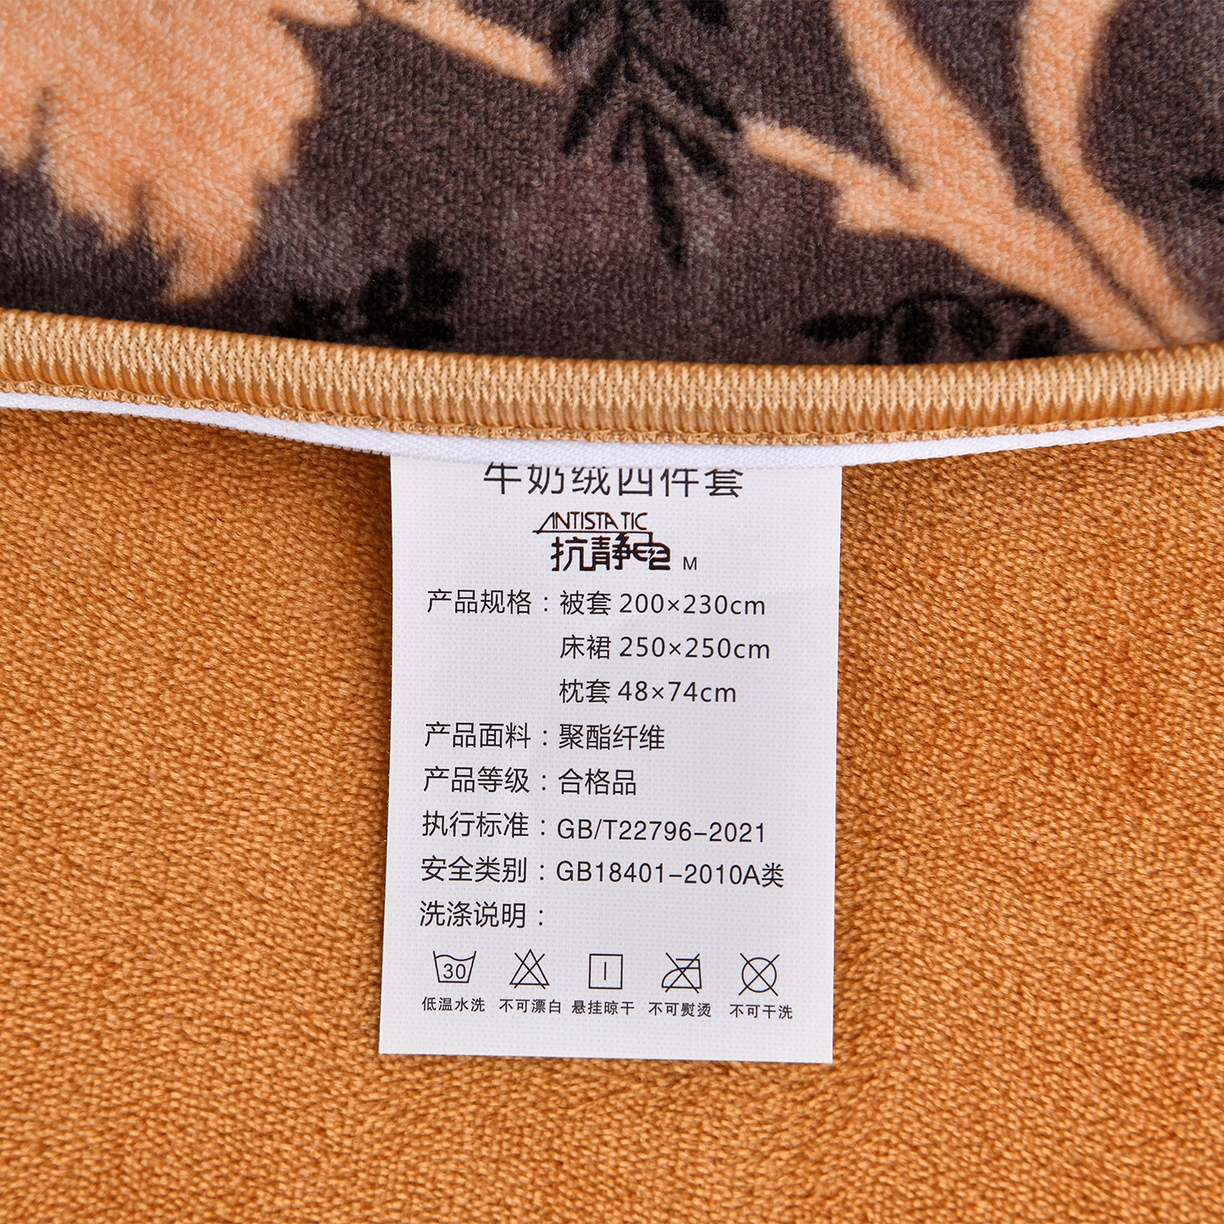 牛奶绒四件套
ANTISTATIC
抗静电 M
产品规格：被套 200×230cm
床裙 250×250cm
枕套 48×74cm
产品面料：聚酯纤维
产品等级：合格品
执行标准：GB/T22796-2021
安全类别：GB18401-2010A类
洗涤说明：
30
低温水洗 不可漂白 悬挂晾干 不可熨烫 不可干洗